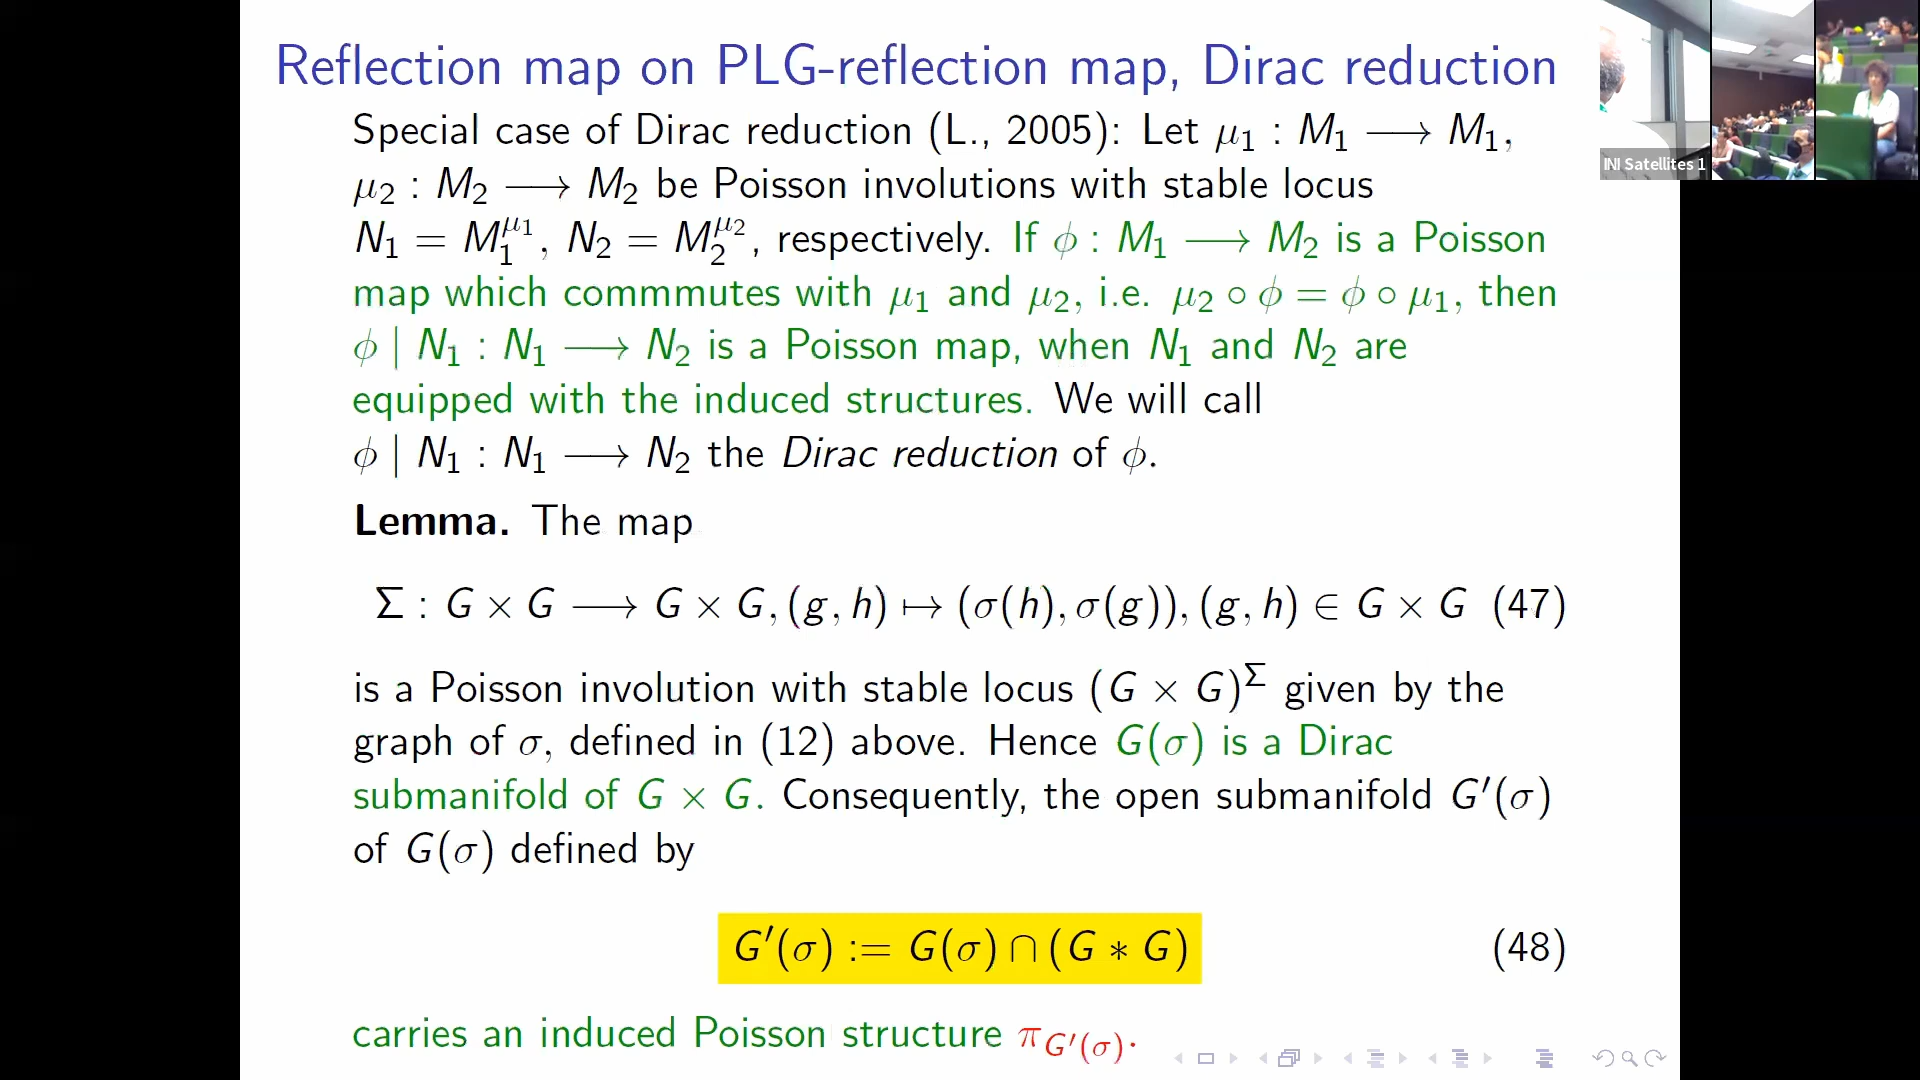 Reflection map on PLG-reflection map, Dirac reduction
Special case of Dirac reduction (L., 2005): Let μ₁ : M₁ ⟶ M₁,
μ₂ : M₂ ⟶ M₂ be Poisson involutions with stable locus
N₁ = M₁^μ₁, N₂ = M₂^μ₂, respectively. If ϕ : M₁ ⟶ M₂ is a Poisson
map which commmutes with μ₁ and μ₂, i.e. μ₂ ∘ ϕ = ϕ ∘ μ₁, then
ϕ | N₁ : N₁ ⟶ N₂ is a Poisson map, when N₁ and N₂ are
equipped with the induced structures. We will call
ϕ | N₁ : N₁ ⟶ N₂ the Dirac reduction of ϕ.
Lemma. The map
Σ : G × G ⟶ G × G, (g, h) ↦ (σ(h), σ(g)), (g, h) ∈ G × G (47)
is a Poisson involution with stable locus (G × G)^Σ given by the
graph of σ, defined in (12) above. Hence G(σ) is a Dirac
submanifold of G × G. Consequently, the open submanifold G′(σ)
of G(σ) defined by
G′(σ) := G(σ) ∩ (G ∗ G) (48)
carries an induced Poisson structure π_G′(σ).
INI Satellites 1